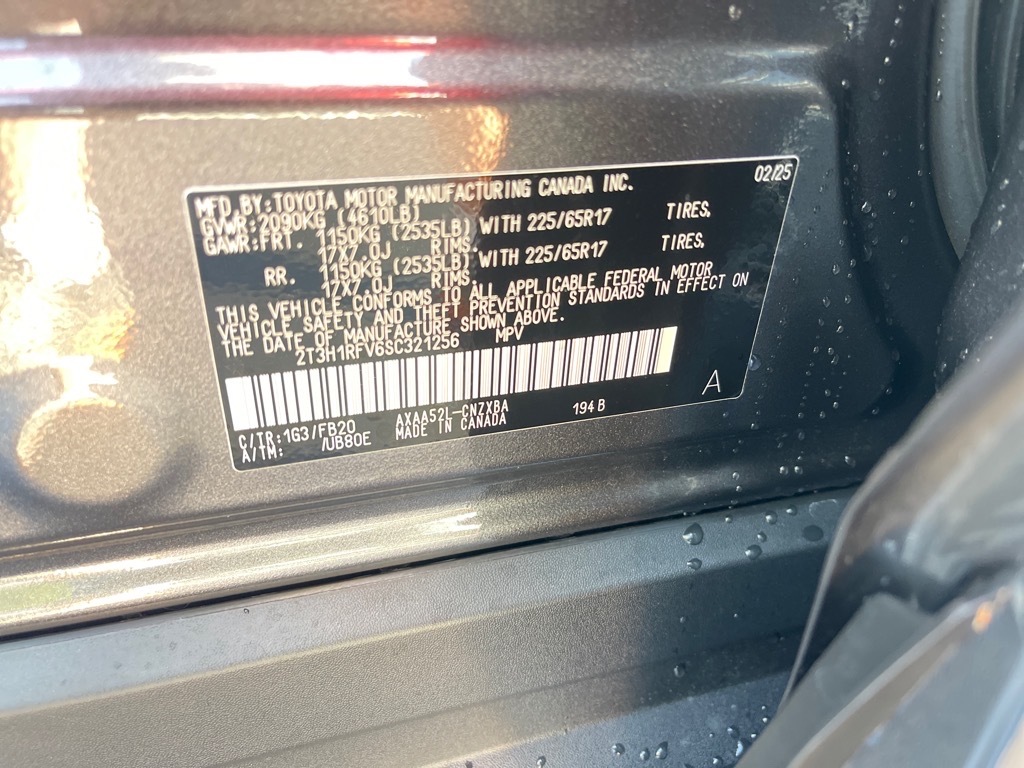 02/25
MFD. BY: TOYOTA MOTOR MANUFACTURING CANADA INC.
GVWR: 2090KG (4610LB)
GAWR: FRT. 1150KG (2535LB) WITH 225/65R17 TIRES,
17X7.0J RIMS.
RR. 1150KG (2535LB) WITH 225/65R17 TIRES,
17X7.0J RIMS.
THIS VEHICLE CONFORMS TO ALL APPLICABLE FEDERAL MOTOR
VEHICLE SAFETY AND THEFT PREVENTION STANDARDS IN EFFECT ON
THE DATE OF MANUFACTURE SHOWN ABOVE.
2T3H1RFV6SC321256 MPV
A
C/TR: 1G3/FB20 AXAA52L-CNZXBA 194B
A/TM: /UB80E MADE IN CANADA